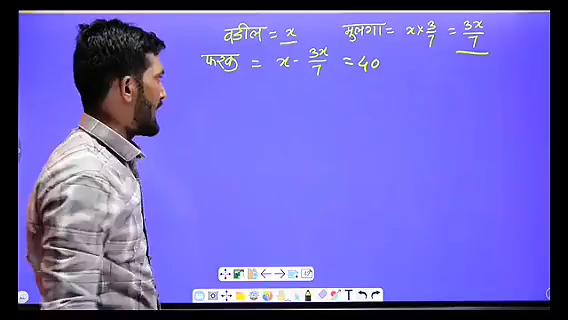 वडील = x मुलगा = x × 3/7 = 3x/7
फरक = x - 3x/7 = 40